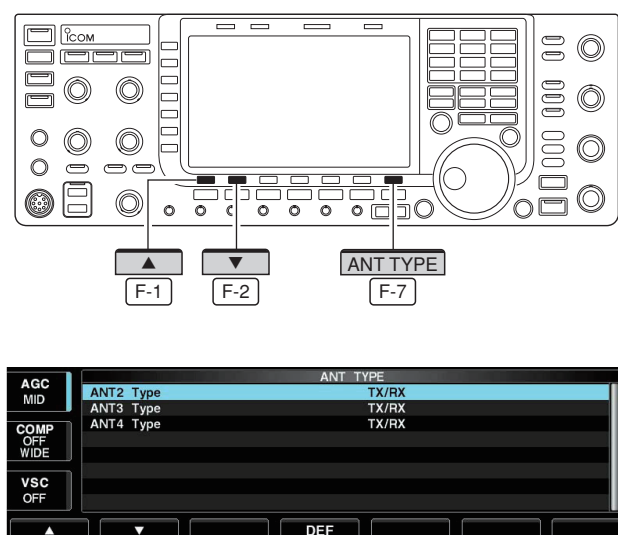 ICOM
▲ ▼ ANT TYPE
F-1 F-2 F-7
ANT TYPE
AGC
MID
ANT2 Type TX/RX
ANT3 Type TX/RX
ANT4 Type TX/RX
COMP
OFF
WIDE
VSC
OFF
▲ ▼ DEF